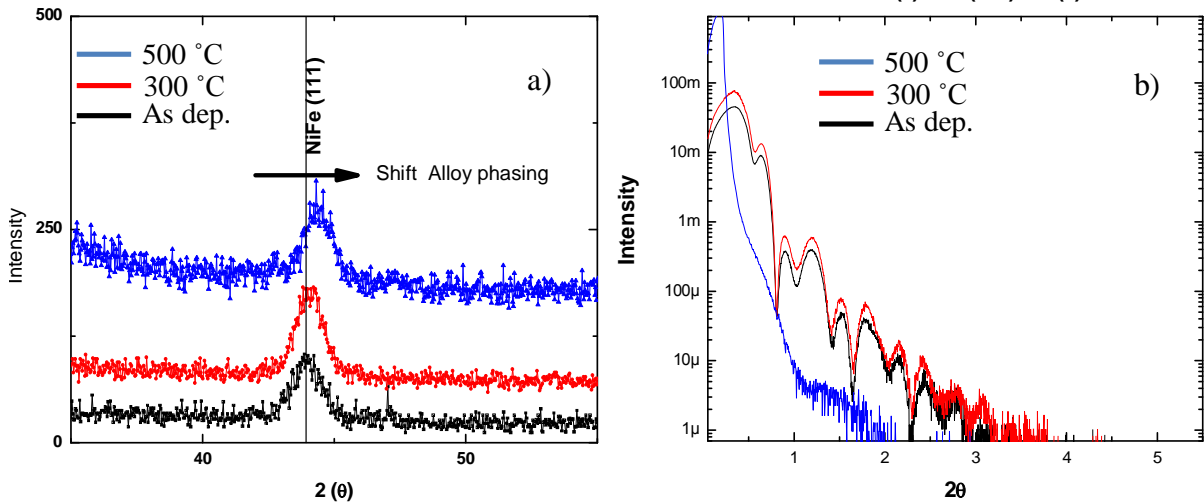 500
250
0
Intensity
500 ˚C
300 ˚C
As dep.
a)
NiFe (111)
Shift Alloy phasing
40
50
2 (θ)
b)
500 ˚C
300 ˚C
As dep.
Intensity
100m
10m
1m
100µ
10µ
1µ
1
2
3
4
5
2θ